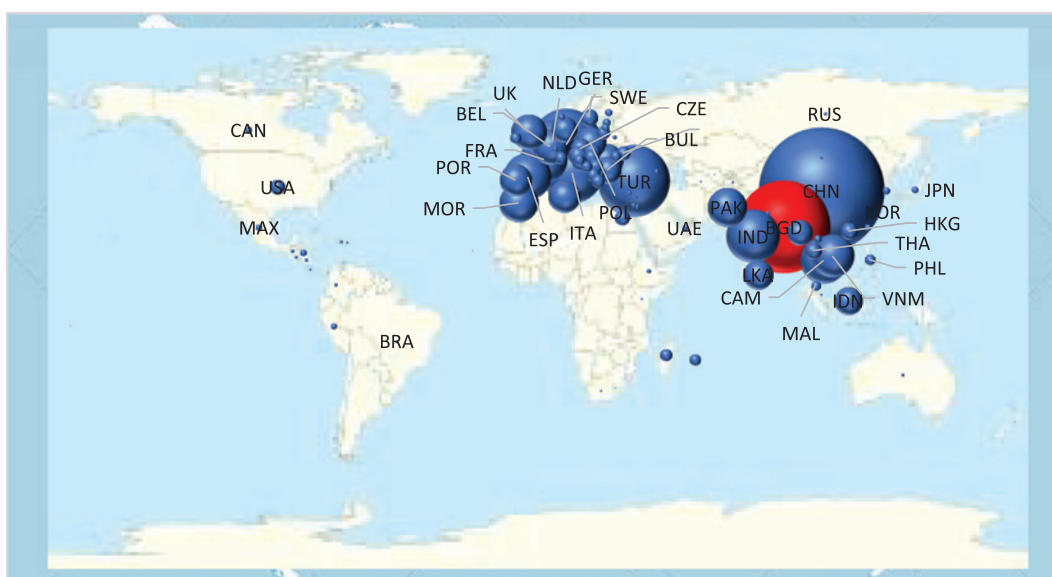 NLD GER
UK SWE
BEL CZE
RUS
CAN
BUL
FRA
POR
TUR
USA CHN JPN
MOR PAK
POL
MAX UAE BGD HKG
ESP ITA IND THA
LKA PHL
CAM IDN VNM
MAL
BRA